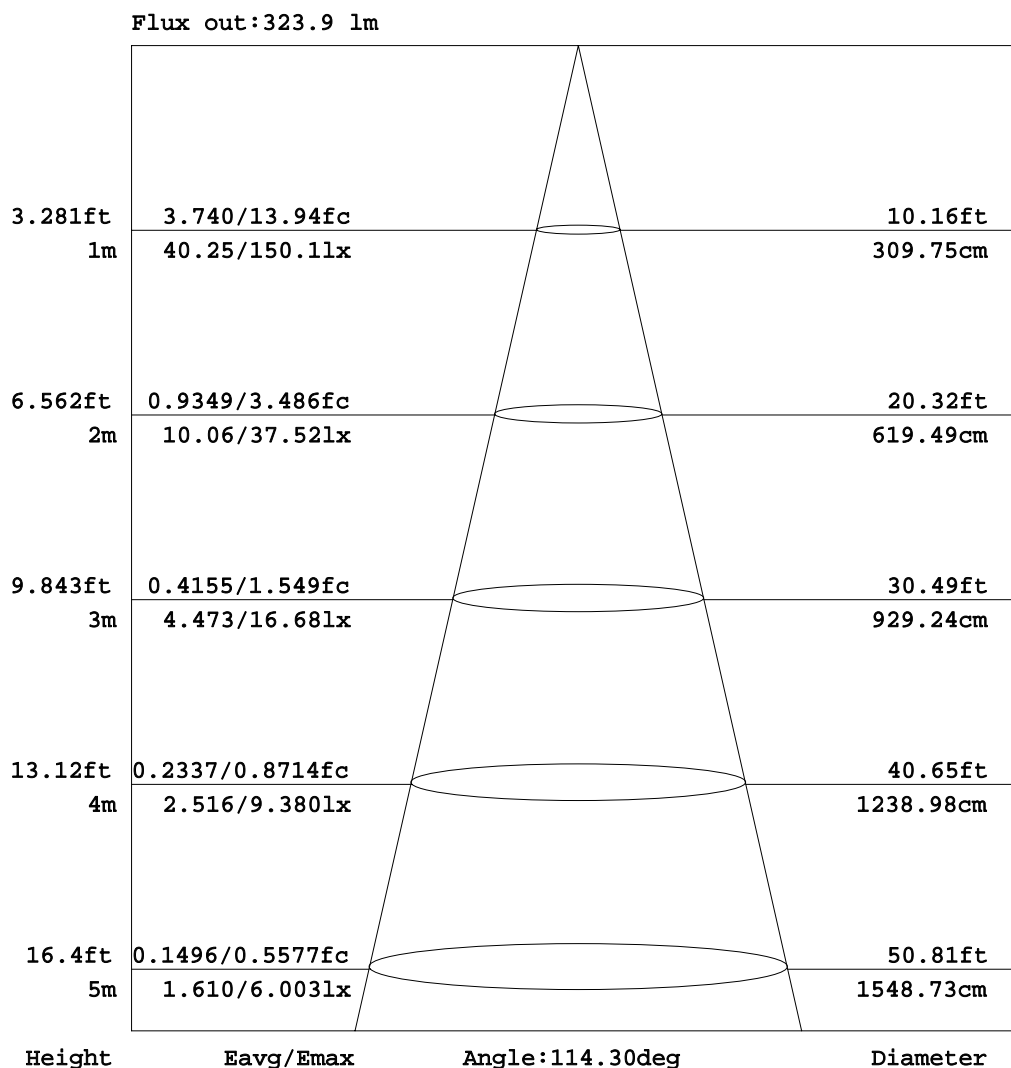 Flux out:323.9 lm
3.281ft 3.740/13.94fc 10.16ft
1m 40.25/150.1lx 309.75cm
6.562ft 0.9349/3.486fc 20.32ft
2m 10.06/37.52lx 619.49cm
9.843ft 0.4155/1.549fc 30.49ft
3m 4.473/16.68lx 929.24cm
13.12ft 0.2337/0.8714fc 40.65ft
4m 2.516/9.380lx 1238.98cm
16.4ft 0.1496/0.5577fc 50.81ft
5m 1.610/6.003lx 1548.73cm
Height Eavg/Emax Angle:114.30deg Diameter